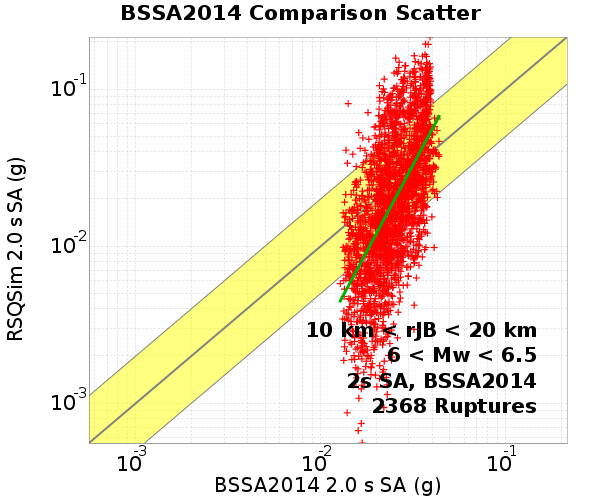 BSSA2014 Comparison Scatter
RSQSim 2.0 s SA (g)
10^-1
10^-2
10^-3
10 km < rJB < 20 km
6 < Mw < 6.5
2s SA, BSSA2014
2368 Ruptures
10^-3 10^-2 10^-1
BSSA2014 2.0 s SA (g)